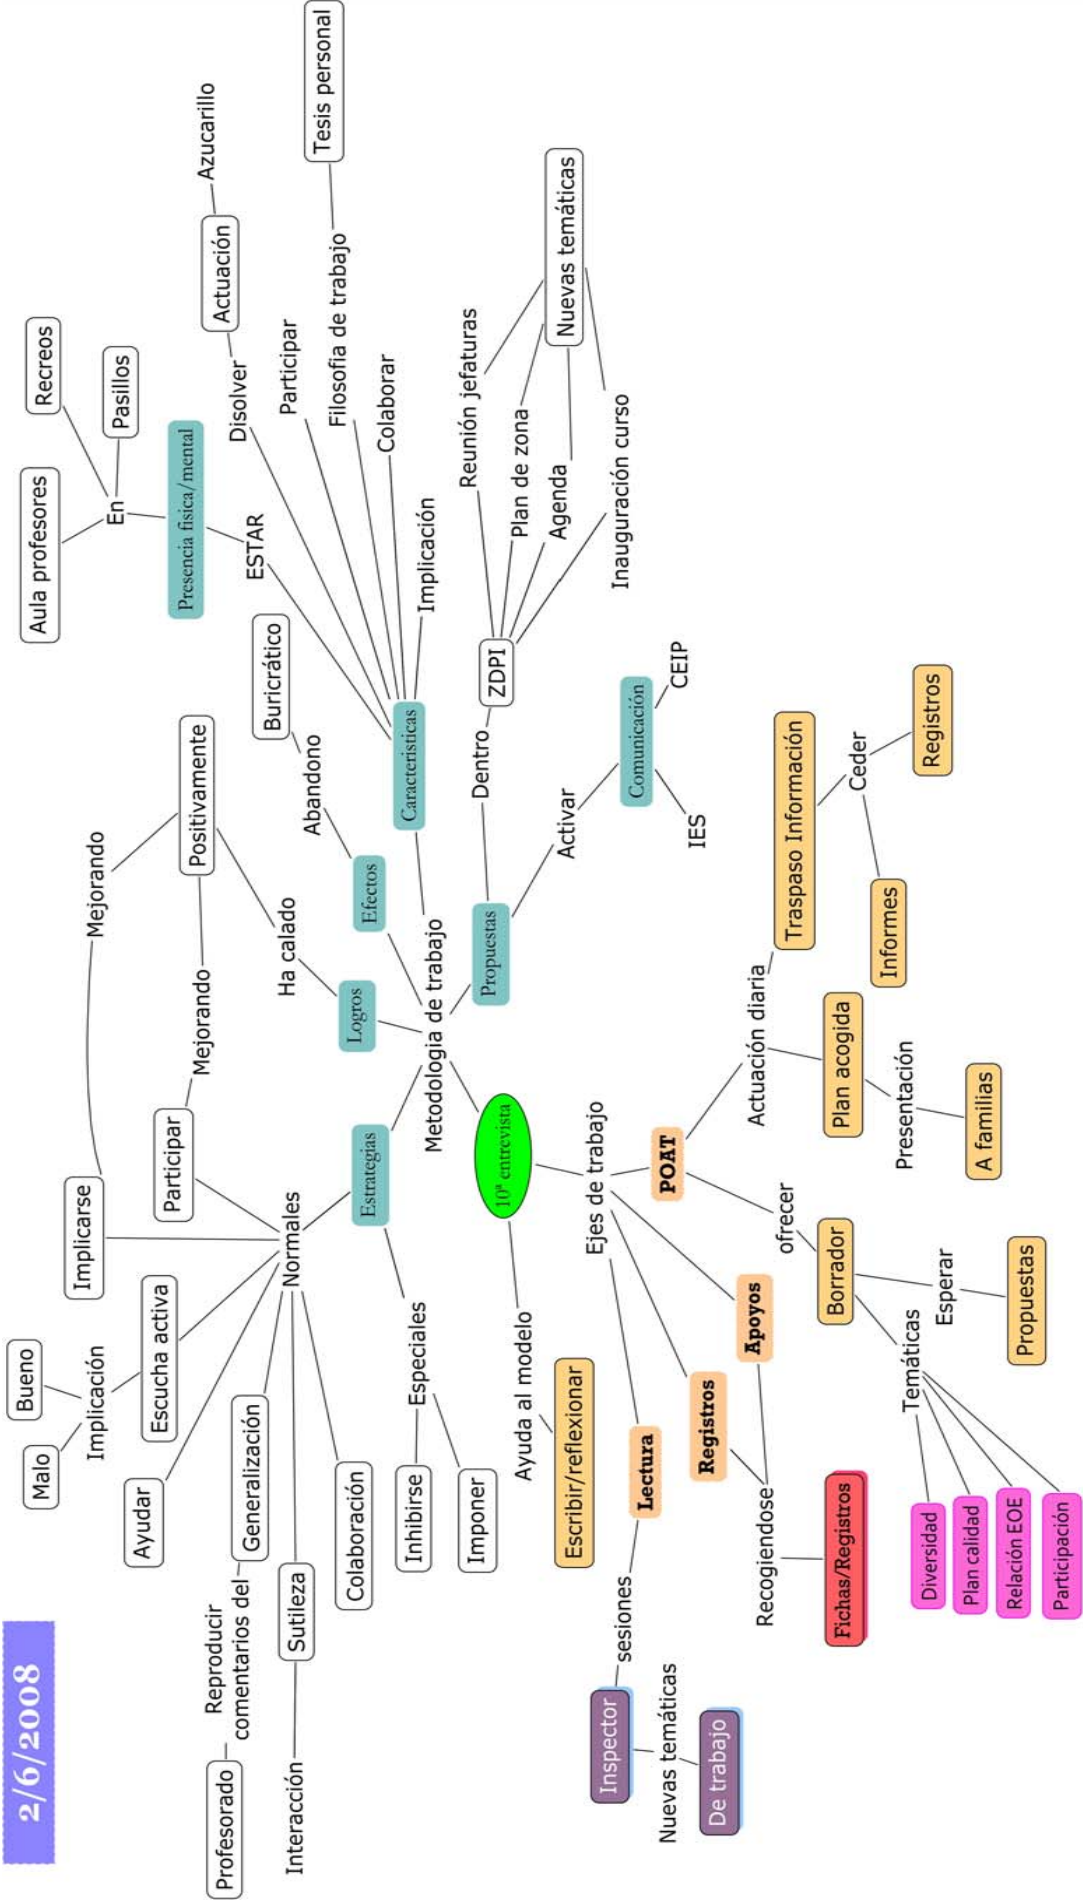 2/6/2008
Malo
Bueno
Implicación
Implicarse
Mejorando
Aula profesores
Recreos
En
Pasillos
Ayudar
Escucha activa
Participar
Mejorando
Positivamente
Presencia fisica/mental
Profesorado
Reproducir
comentarios del
Generalización
Normales
Ha calado
Buricrático
ESTAR
Disolver
Actuación
Azucarillo
Interacción
Sutileza
Abandono
Participar
Filosofia de trabajo
Tesis personal
Colaboración
Estrategias
Logros
Efectos
Colaborar
Inhibirse
Especiales
Imponer
Metodologia de trabajo
Caracteristicas
Implicación
Ayuda al modelo
10ª entrevista
Propuestas
Dentro
ZDPI
Reunión jefaturas
Plan de zona
Agenda
Inauguración curso
Nuevas temáticas
Escribir/reflexionar
Ejes de trabajo
Activar
Comunicación
IES
CEIP
Inspector
sesiones
Lectura
POAT
Nuevas temáticas
De trabajo
Registros
Apoyos
Recogiendose
Fichas/Registros
ofrecer
Actuación diaria
Traspaso Información
Ceder
Informes
Registros
Borrador
Plan acogida
Presentación
A familias
Temáticas
Esperar
Propuestas
Diversidad
Plan calidad
Relación EOE
Participación